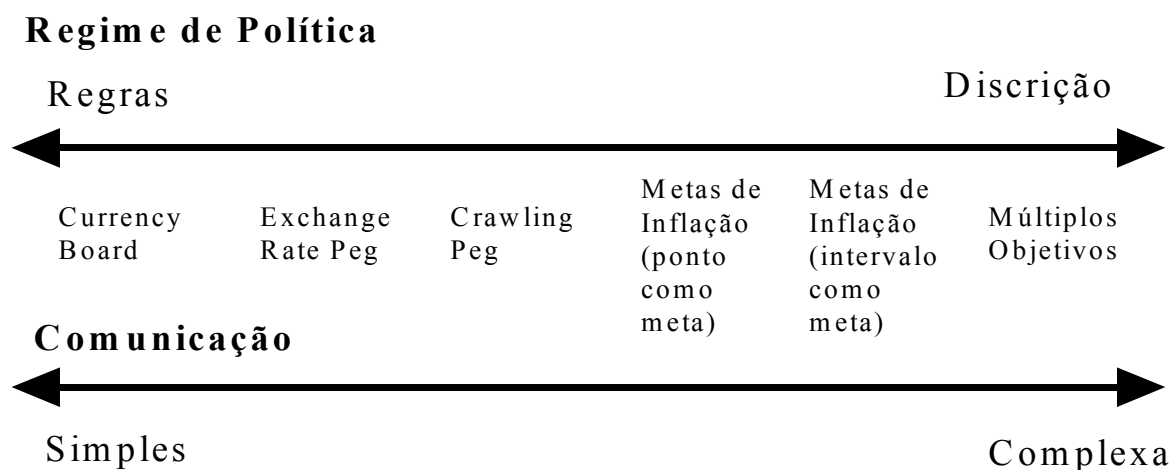 Regime de Política
Regras
Discrição
Currency
Board
Exchange
Rate Peg
Crawling
Peg
Metas de
Inflação
(ponto
como
meta)
Metas de
Inflação
(intervalo
como
meta)
Múltiplos
Objetivos
Comunicação
Simples
Complexa